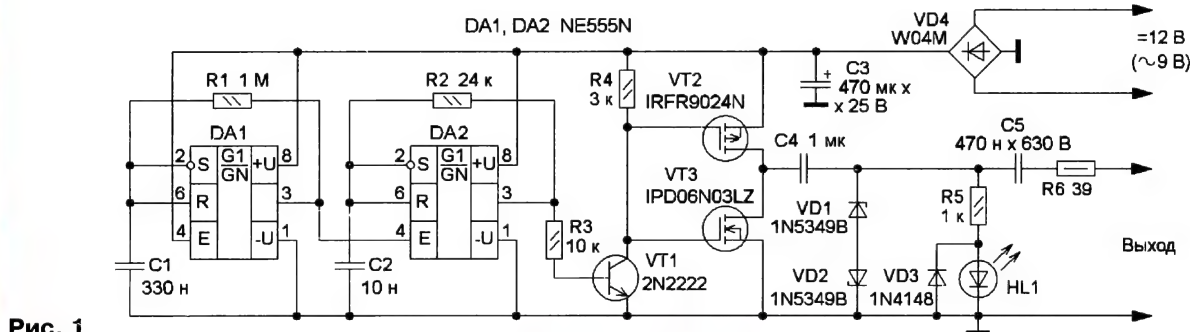 DA1, DA2 NE555N
VD4
W04M
=12 В
(~9 В)
R1 1 М
R2 24 к
R4
3 к
VT2
IRFR9024N
C3
470 мк х
х 25 В
DA1
2
S
G1
GN
+U
8
6
R
3
4
E
-U
1
DA2
2
S
G1
GN
+U
8
6
R
3
4
E
-U
1
C4 1 мк
C5
470 н х 630 В
R6 39
VT3
IPD06N03LZ
R3
10 к
VD1
1N5349B
R5
1 к
Выход
C1
330 н
C2
10 н
VT1
2N2222
VD2
1N5349B
VD3
1N4148
HL1
Рис. 1